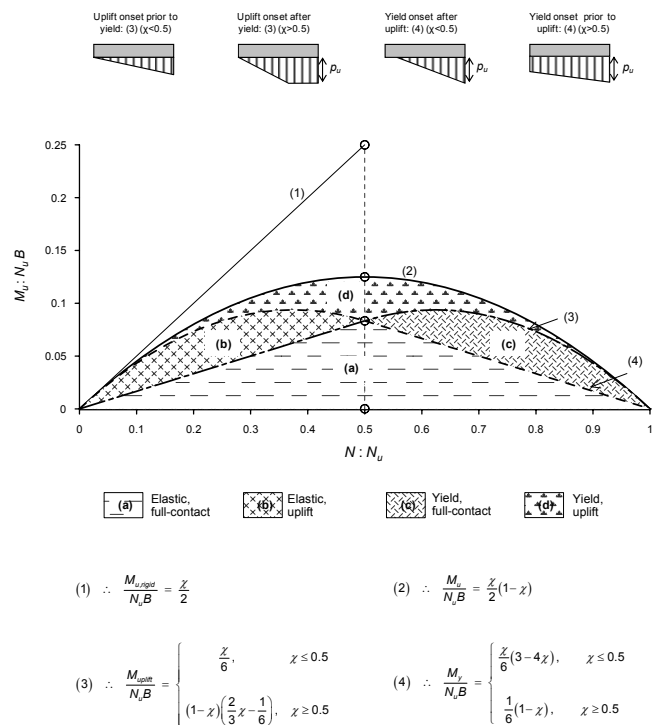 Uplift onset prior to yield: (3) (χ<0.5)
Uplift onset after yield: (3) (χ>0.5)
Yield onset after uplift: (4) (χ<0.5)
Yield onset prior to uplift: (4) (χ>0.5)
p_u
p_u
p_u
0.25
0.2
0.15
0.1
0.05
0
M_u : N_u B
(1)
(2)
(3)
(4)
(d)
(b)
(c)
(a)
0 0.1 0.2 0.3 0.4 0.5 0.6 0.7 0.8 0.9 1
N : N_u
(a) Elastic, full-contact
(b) Elastic, uplift
(c) Yield, full-contact
(d) Yield, uplift
(1) ∴ M_{u,rigid} / N_u B = χ / 2
(2) ∴ M_u / N_u B = χ / 2 (1-χ)
(3) ∴ M_{uplift} / N_u B = { χ / 6, χ ≤ 0.5
(1-χ)(2/3 χ - 1/6), χ ≥ 0.5
(4) ∴ M_y / N_u B = { χ / 6 (3-4χ), χ ≤ 0.5
1/6 (1-χ), χ ≥ 0.5